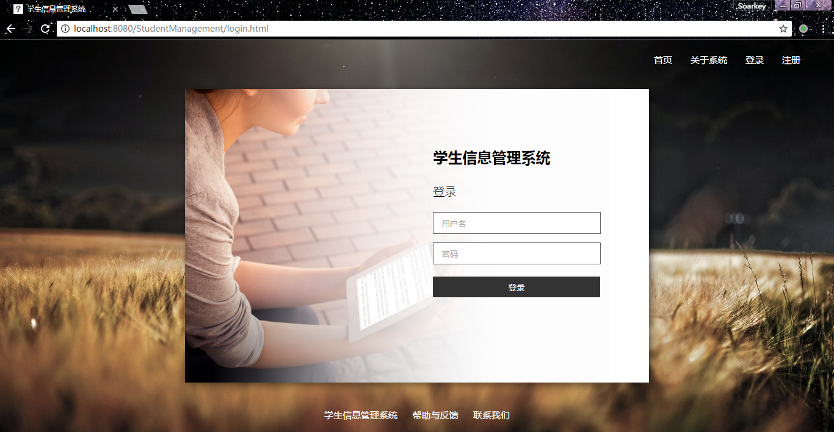 学生信息管理系统
Soarkey
localhost:8080/StudentManagement/login.html
首页 关于系统 登录 注册
学生信息管理系统
登录
用户名
密码
登录
学生信息管理系统 帮助与反馈 联系我们